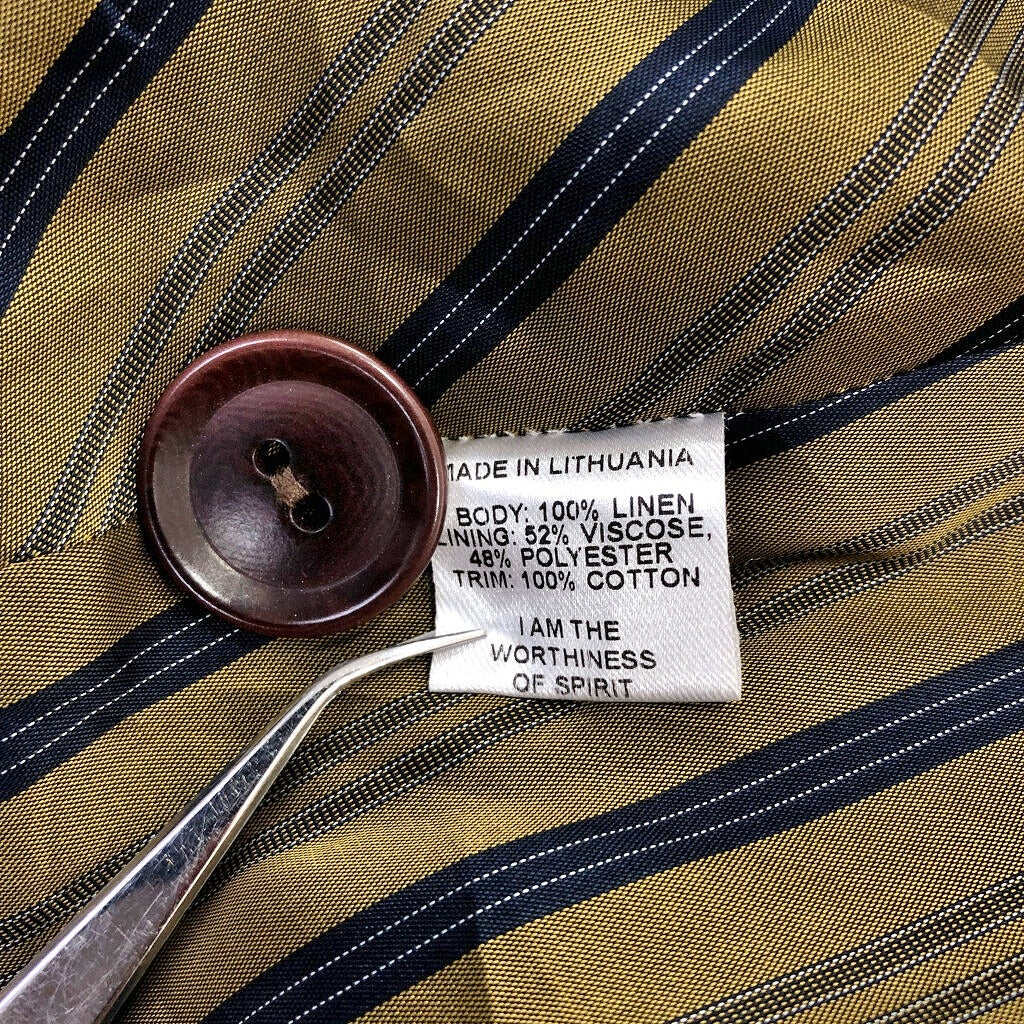 MADE IN LITHUANIA
BODY: 100% LINEN
LINING: 52% VISCOSE,
48% POLYESTER
TRIM: 100% COTTON
I AM THE
WORTHINESS
OF SPIRIT